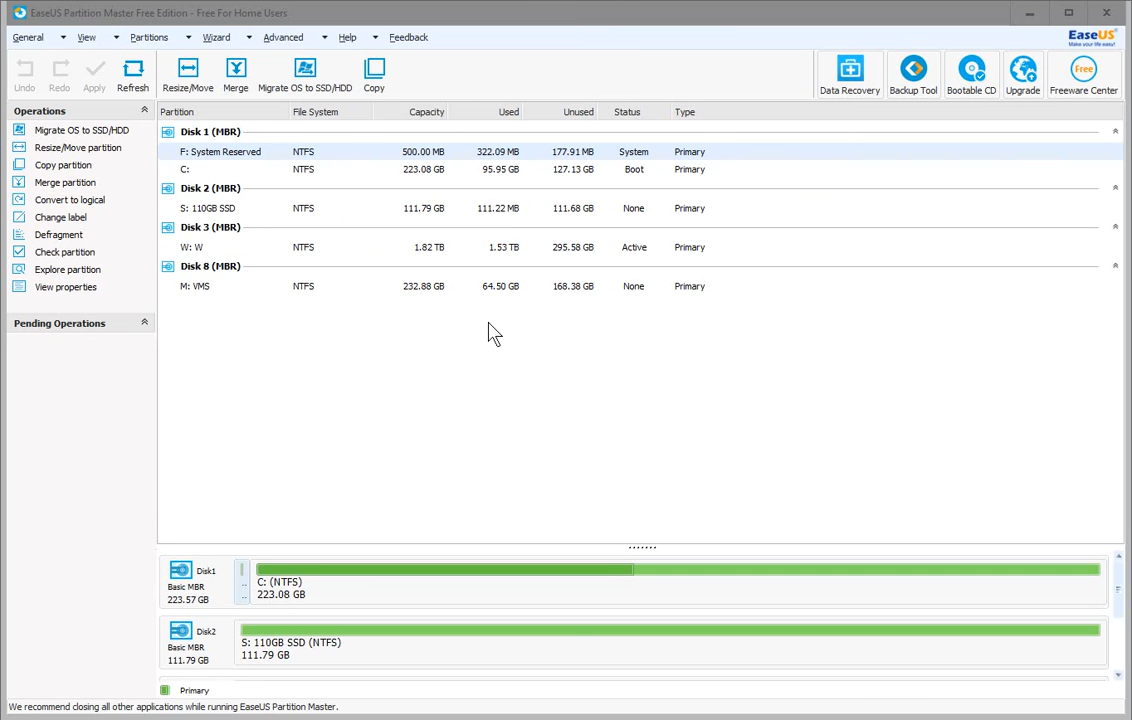 EaseUS Partition Master Free Edition - Free For Home Users
General View Partitions Wizard Advanced Help Feedback
EaseUS
Make your life easy!
Undo Redo Apply Refresh Resize/Move Merge Migrate OS to SSD/HDD Copy
Free
Data Recovery Backup Tool Bootable CD Upgrade Freeware Center
Operations
Migrate OS to SSD/HDD
Resize/Move partition
Copy partition
Merge partition
Convert to logical
Change label
Defragment
Check partition
Explore partition
View properties
Pending Operations
Partition File System Capacity Used Unused Status Type
Disk 1 (MBR)
F: System Reserved NTFS 500.00 MB 322.09 MB 177.91 MB System Primary
C: NTFS 223.08 GB 95.95 GB 127.13 GB Boot Primary
Disk 2 (MBR)
S: 110GB SSD NTFS 111.79 GB 111.22 MB 111.68 GB None Primary
Disk 3 (MBR)
W: W NTFS 1.82 TB 1.53 TB 295.58 GB Active Primary
Disk 8 (MBR)
M: VMS NTFS 232.88 GB 64.50 GB 168.38 GB None Primary
Disk1
Basic MBR
223.57 GB
..
..
C: (NTFS)
223.08 GB
Disk2
Basic MBR
111.79 GB
S: 110GB SSD (NTFS)
111.79 GB
Primary
We recommend closing all other applications while running EaseUS Partition Master.